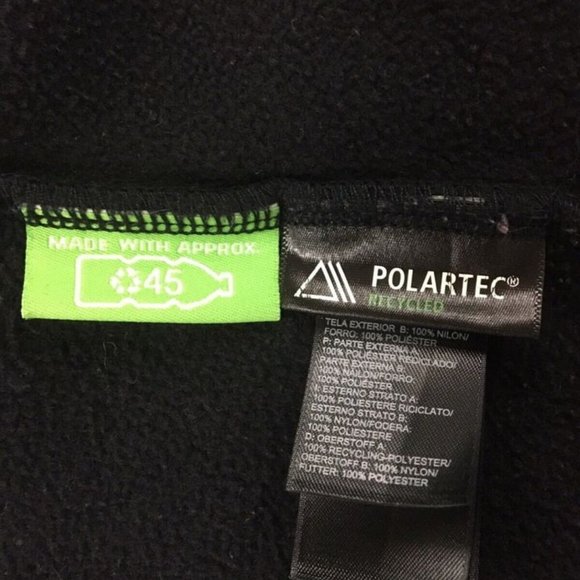 MADE WITH APPROX.
45
POLARTEC®
RECYCLED
TELA EXTERIOR B: 100% NILON/
FORRO: 100% POLIÉSTER
P: PARTE EXTERNA A:
100% POLIÉSTER RECICLADO/
PARTE EXTERNA B:
100% NAILON/FORRO:
100% POLIÉSTER
I: ESTERNO STRATO A:
100% POLIESTERE RICICLATO/
ESTERNO STRATO B:
100% NYLON/FODERA:
100% POLIESTERE
D: OBERSTOFF A:
100% RECYCLING-POLYESTER/
OBERSTOFF B: 100% NYLON/
FUTTER: 100% POLYESTER